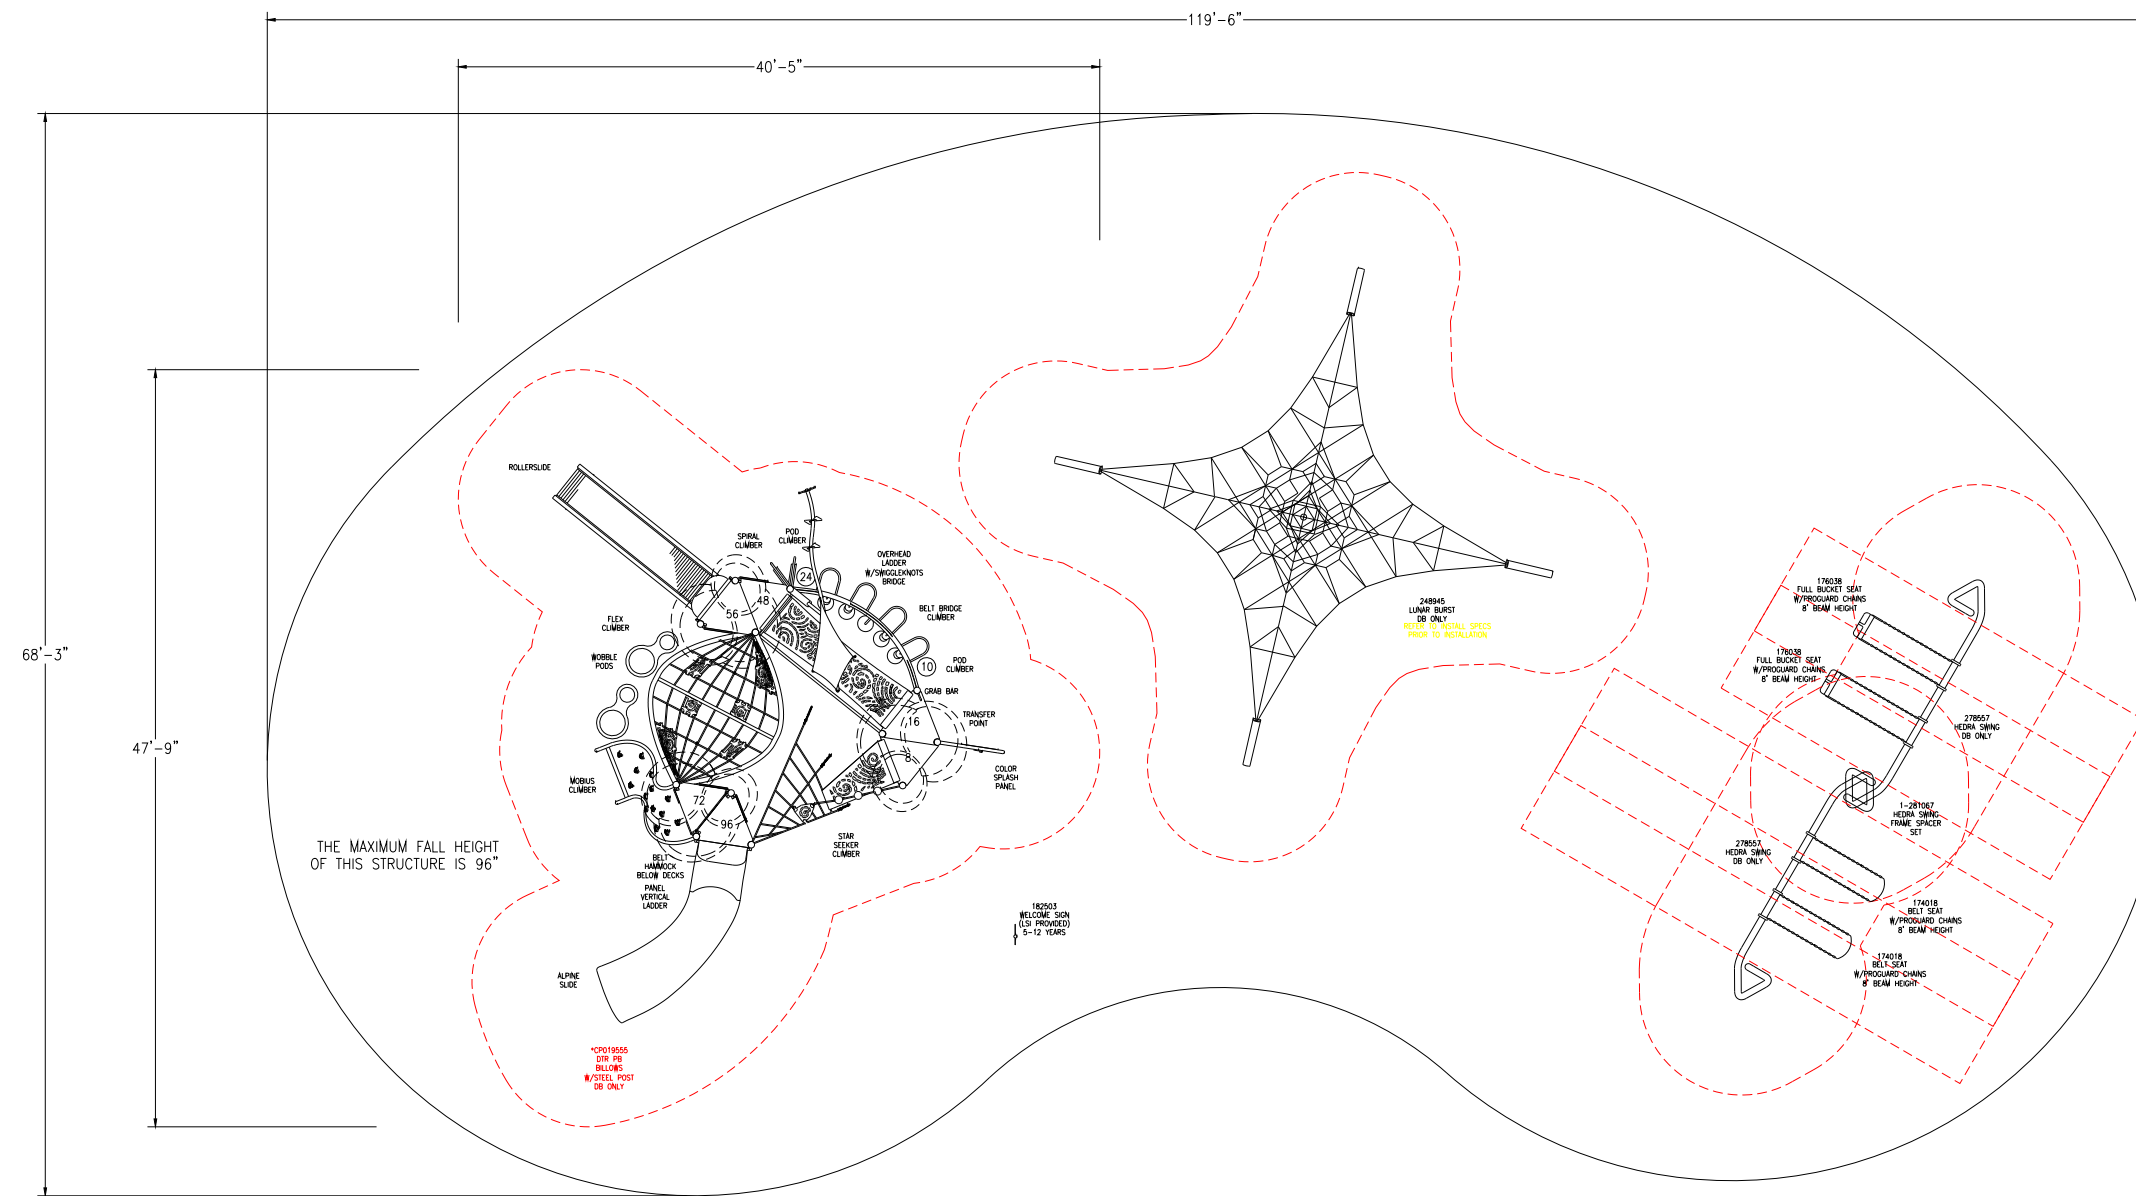 119'-6"
40'-5"
68'-3"
47'-9"
ROLLERSLIDE
SPIRAL
CLIMBER
POD
CLIMBER
24
OVERHEAD
LADDER
W/SWIGGLEKNOTS
BRIDGE
48
56
BELT BRIDGE
CLIMBER
FLEX
CLIMBER
WOBBLE
PODS
10
POD
CLIMBER
GRAB BAR
16
TRANSFER
POINT
8
COLOR
SPLASH
PANEL
MOBIUS
CLIMBER
72
96
STAR
SEEKER
CLIMBER
THE MAXIMUM FALL HEIGHT
OF THIS STRUCTURE IS 96"
BELT
HAMMOCK
BELOW DECKS
PANEL
VERTICAL
LADDER
ALPINE
SLIDE
*CP019555
DTR PB
BILLOWS
W/STEEL POST
DB ONLY
182503
WELCOME SIGN
(LSI PROVIDED)
5-12 YEARS
248945
LUNAR BURST
DB ONLY
REFER TO INSTALL SPECS
PRIOR TO
176038
FULL BUCKET SEAT
W/PROGUARD CHAINS
8' BEAM HEIGHT
176038
FULL BUCKET SEAT
W/PROGUARD CHAINS
8' BEAM HEIGHT
278557
HEDRA SWING
DB ONLY
1-281067
HEDRA SWING
FRAME SPACER
SET
278557
HEDRA SWING
DB ONLY
174018
BELT SEAT
W/PROGUARD CHAINS
8' BEAM HEIGHT
174018
BELT SEAT
W/PROGUARD CHAINS
8' BEAM HEIGHT